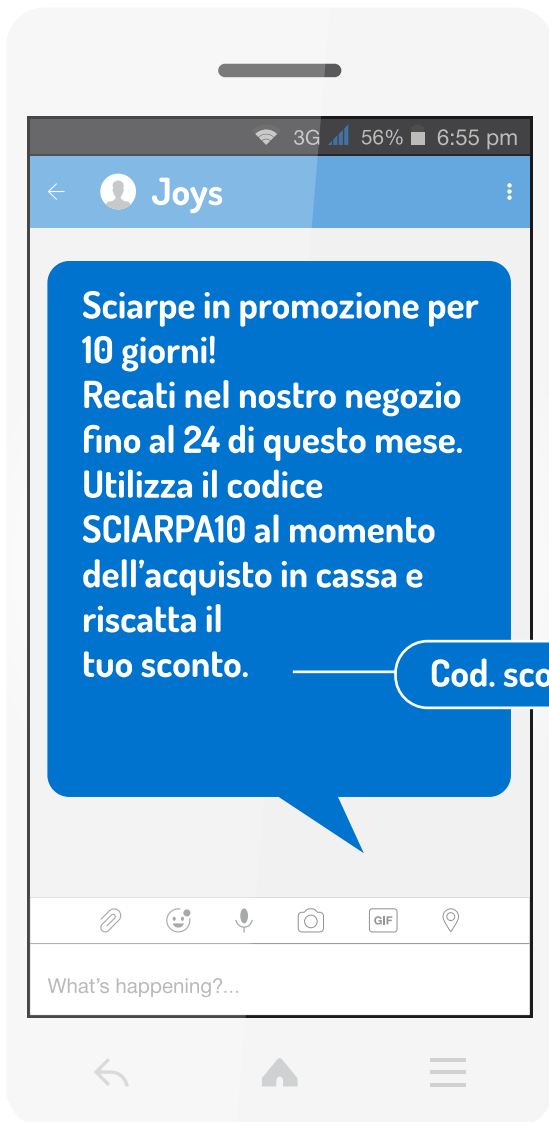 3G 56% 6:55 pm
Joys
Sciarpe in promozione per
10 giorni!
Recati nel nostro negozio
fino al 24 di questo mese.
Utilizza il codice
SCIARPA10 al momento
dell'acquisto in cassa e
riscatta il
tuo sconto.
Cod.
GIF
What's happening?...